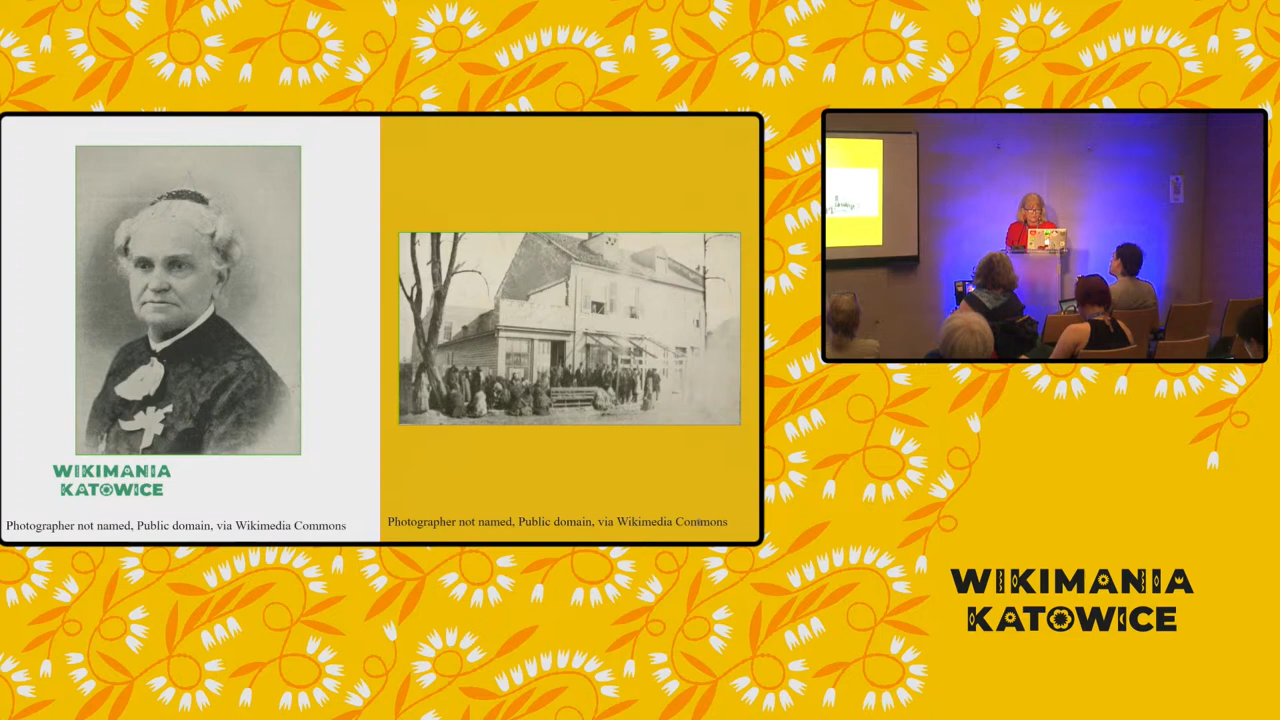 WIKIMANIA
KATOWICE
Photographer not named, Public domain, via Wikimedia Commons
Photographer not named, Public domain, via Wikimedia Commons
WIKIMANIA
KATOWICE